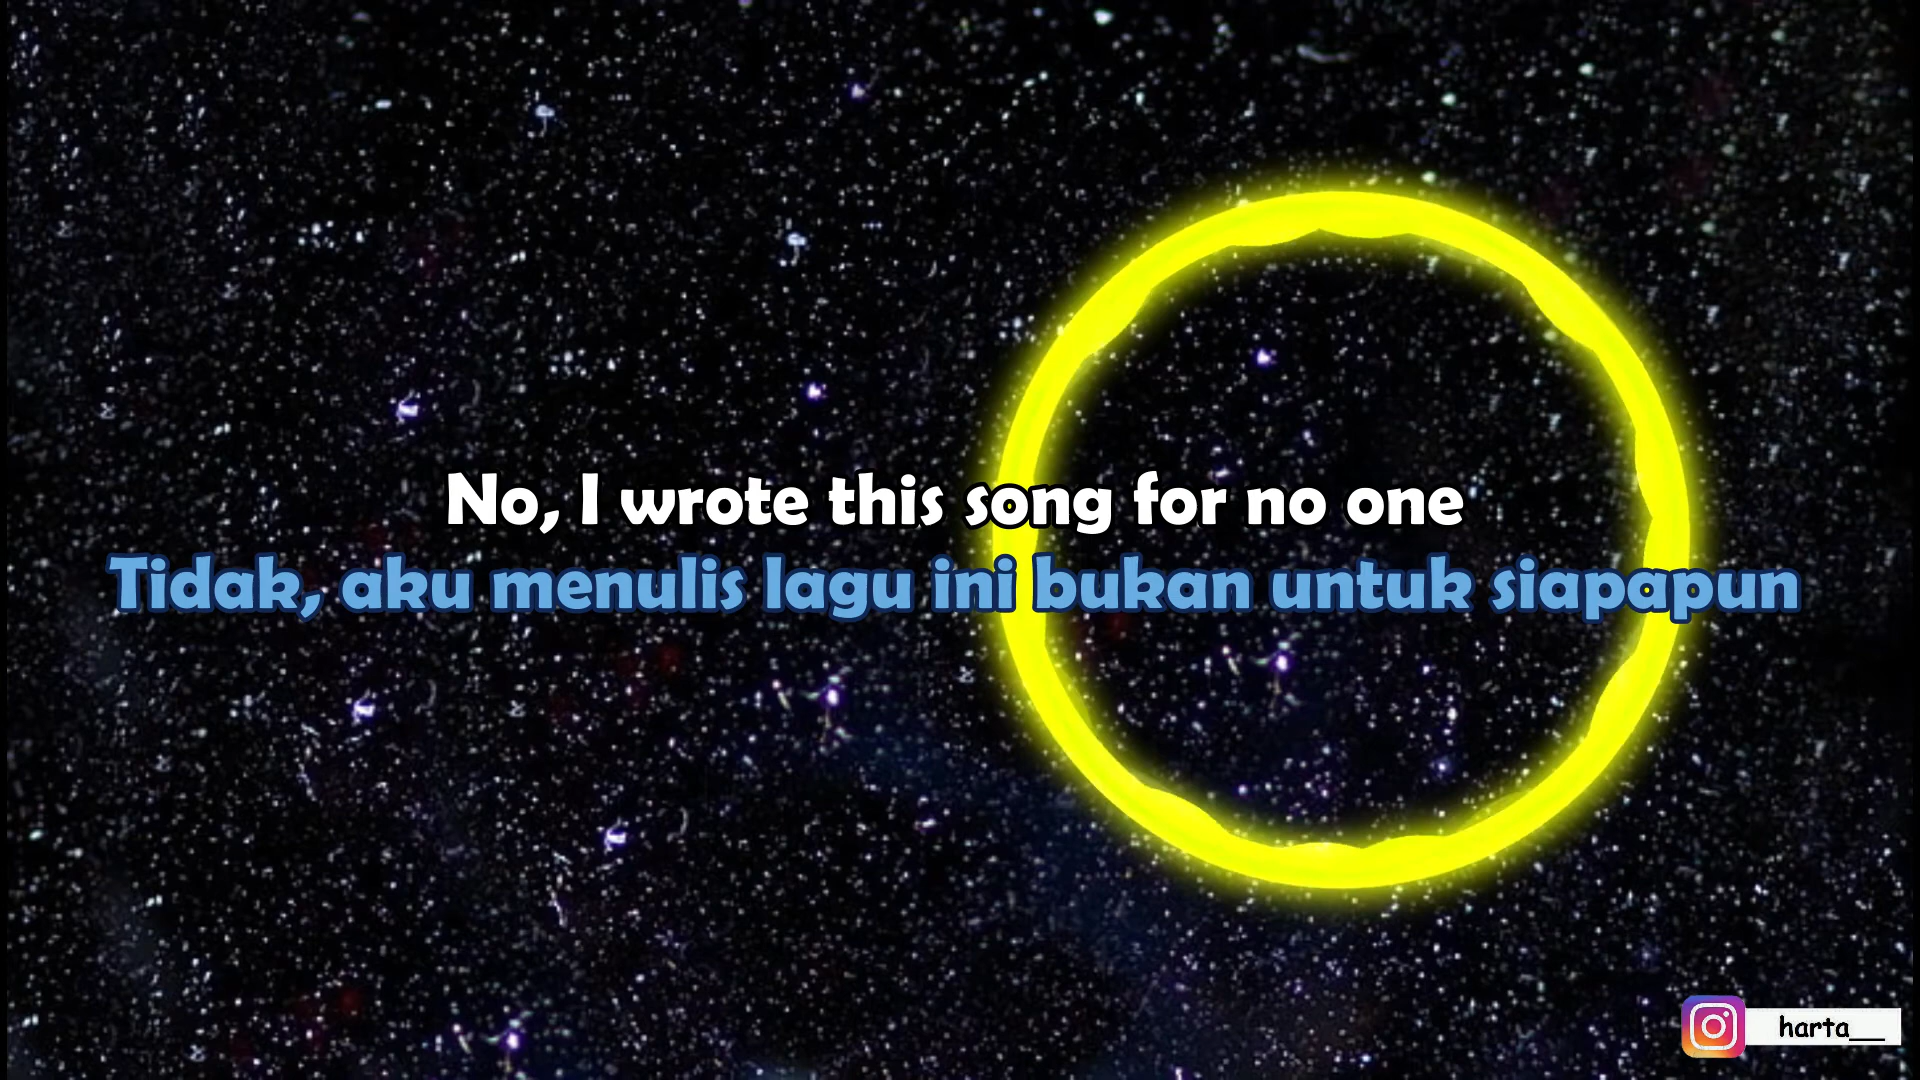 No, I wrote this song for no one
Tidak, aku menulis lagu ini bukan untuk siapapun
harta__